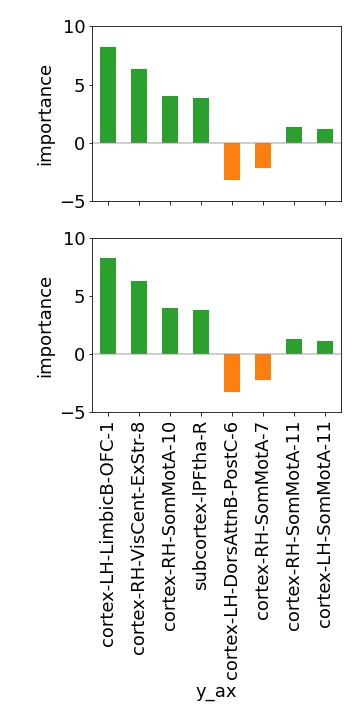 10
5
0
−5
importance
10
5
0
−5
importance
cortex-LH-LimbicB-OFC-1
cortex-RH-VisCent-ExStr-8
cortex-RH-SomMotA-10
subcortex-lPFtha-R
cortex-LH-DorsAttnB-PostC-6
cortex-RH-SomMotA-7
cortex-RH-SomMotA-11
cortex-LH-SomMotA-11
y_ax